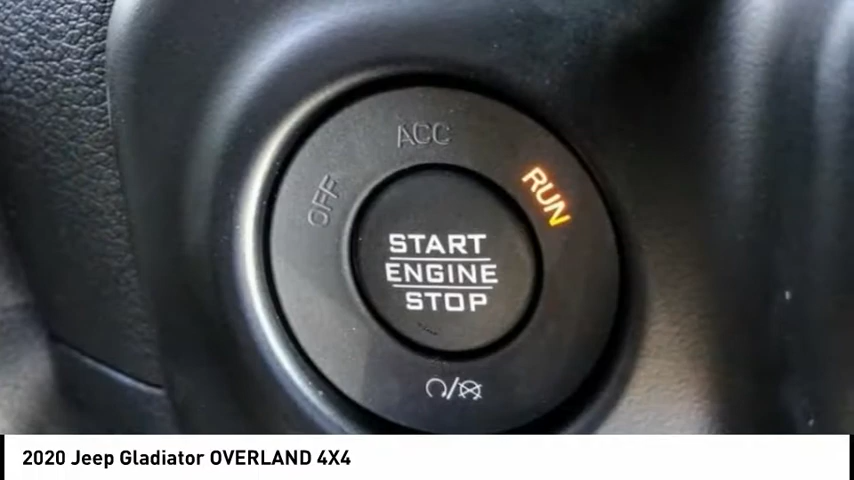 ACC
OFF
RUN
START
ENGINE
STOP
2020 Jeep Gladiator OVERLAND 4X4